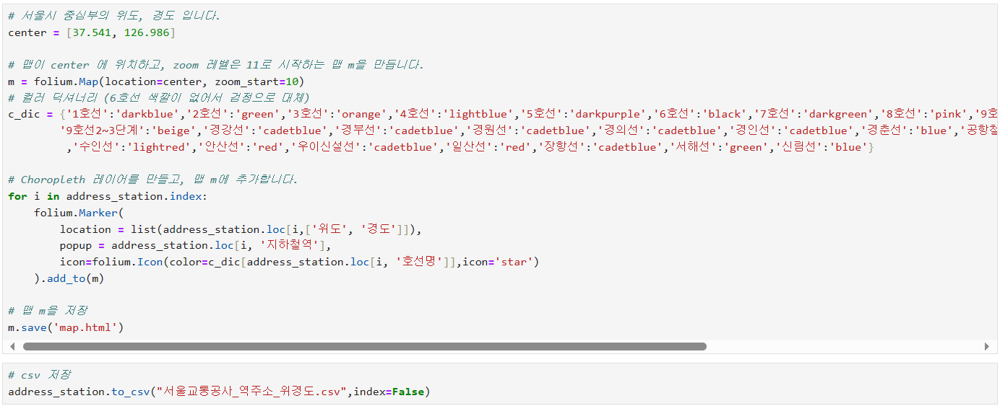 # 서울시 중심부의 위도, 경도 입니다.
center = [37.541, 126.986]
# 맵이 center 에 위치하고, zoom 레벨은 11로 시작하는 맵 m을 만듭니다.
m = folium.Map(location=center, zoom_start=10)
# 컬러 딕셔너리 (6호선 색깔이 없어서 검정으로 대체)
c_dic = {'1호선':'darkblue','2호선':'green','3호선':'orange','4호선':'lightblue','5호선':'darkpurple','6호선':'black','7호선':'darkgreen','8호선':'pink','9호
'9호선2~3단계':'beige','경강선':'cadetblue','경부선':'cadetblue','경원선':'cadetblue','경의선':'cadetblue','경인선':'cadetblue','경춘선':'blue','공항철
,'수인선':'lightred','안산선':'red','우이신설선':'cadetblue','일산선':'red','장항선':'cadetblue','서해선':'green','신림선':'blue'}
# Choropleth 레이어를 만들고, 맵 m에 추가합니다.
for i in address_station.index:
    folium.Marker(
        location = list(address_station.loc[i,['위도', '경도']]),
        popup = address_station.loc[i, '지하철역'],
        icon=folium.Icon(color=c_dic[address_station.loc[i, '호선명']],icon='star')
    ).add_to(m)
# 맵 m을 저장
m.save('map.html')
# csv 저장
address_station.to_csv("서울교통공사_역주소_위경도.csv",index=False)